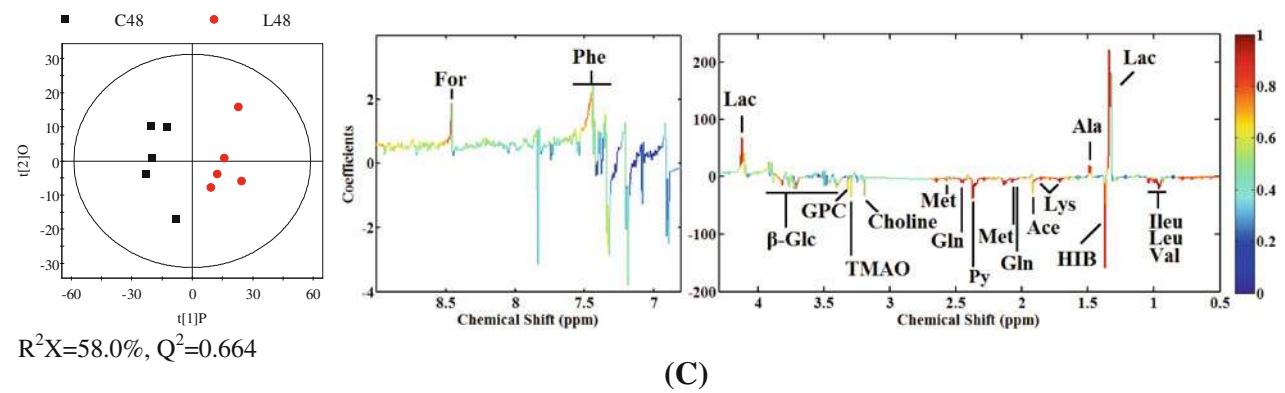 C48 L48
t[2]O
30
20
10
0
-10
-20
-30
-60 -30 0 30 60
t[1]P
R²X=58.0%, Q²=0.664
For
Phe
Coefficients
2
0
-2
-4
8.5 8 7.5 7
Chemical Shift (ppm)
200
100
0
-100
-200
Lac
Lac
Ala
β-Glc
GPC
TMAO
Choline
Met
Gln
Py
Met
Gln
Ace
Lys
HIB
Ileu
Leu
Val
4 3.5 3 2.5 2 1.5 1 0.5
Chemical Shift (ppm)
1
0.8
0.6
0.4
0.2
0
(C)